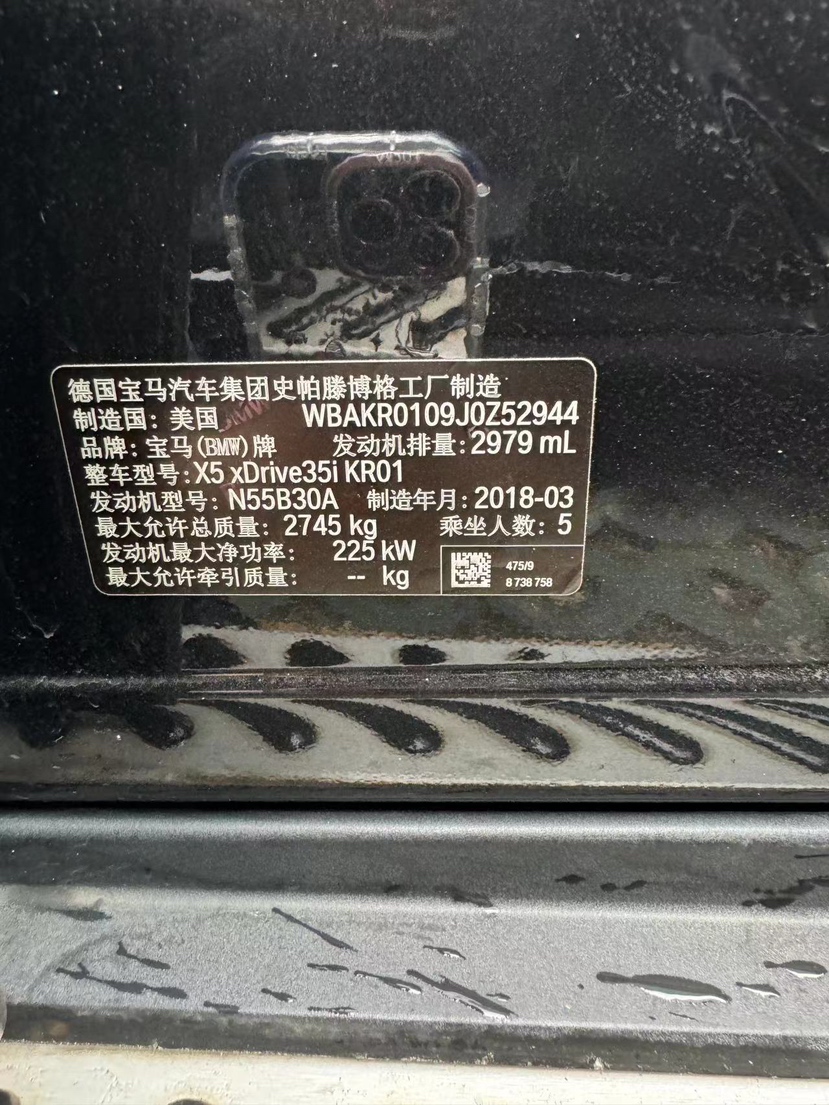 德国宝马汽车集团史帕滕博格工厂制造
制造国: 美国 WBAKR0109J0Z52944
品牌: 宝马(BMW)牌 发动机排量: 2979 mL
整车型号: X5 xDrive35i KR01
发动机型号: N55B30A 制造年月: 2018-03
最大允许总质量: 2745 kg 乘坐人数: 5
发动机最大净功率: 225 kW
最大允许牵引质量: -- kg
475/9
8 738 758